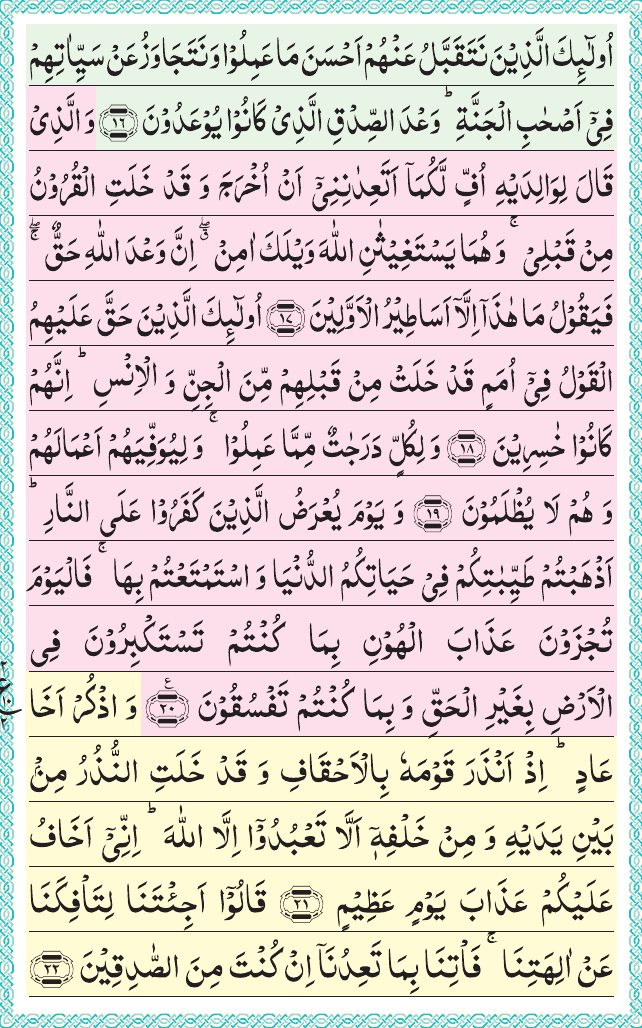 اُولٰٓئِكَ الَّذِيْنَ نَتَقَبَّلُ عَنْهُمْ اَحْسَنَ مَا عَمِلُوْا وَنَتَجَاوَزُ عَنْ سَيِّاٰتِهِمْ
فِيْۤ اَصْحٰبِ الْجَنَّةِ ؕ وَعْدَ الصِّدْقِ الَّذِيْ كَانُوْا يُوْعَدُوْنَ ١٦ وَ الَّذِيْ
قَالَ لِوَالِدَيْهِ اُفٍّ لَّكُمَاۤ اَتَعِدٰنِنِيْۤ اَنْ اُخْرَجَ وَ قَدْ خَلَتِ الْقُرُوْنُ
مِنْ قَبْلِيْ ۚ وَهُمَا يَسْتَغِيْثٰنِ اللّٰهَ وَيْلَكَ اٰمِنْ ۖۗ اِنَّ وَعْدَ اللّٰهِ حَقٌّ ۚۖ
فَيَقُوْلُ مَا هٰذَاۤ اِلَّاۤ اَسَاطِيْرُ الْاَوَّلِيْنَ ١٧ اُولٰٓئِكَ الَّذِيْنَ حَقَّ عَلَيْهِمُ
الْقَوْلُ فِيْۤ اُمَمٍ قَدْ خَلَتْ مِنْ قَبْلِهِمْ مِّنَ الْجِنِّ وَ الْاِنْسِ ؕ اِنَّهُمْ
كَانُوْا خٰسِرِيْنَ ١٨ وَ لِكُلٍّ دَرَجٰتٌ مِّمَّا عَمِلُوْا ۚ وَ لِيُوَفِّيَهُمْ اَعْمَالَهُمْ
وَ هُمْ لَا يُظْلَمُوْنَ ١٩ وَ يَوْمَ يُعْرَضُ الَّذِيْنَ كَفَرُوْا عَلَى النَّارِ ؕ
اَذْهَبْتُمْ طَيِّبٰتِكُمْ فِيْ حَيَاتِكُمُ الدُّنْيَا وَ اسْتَمْتَعْتُمْ بِهَا ۚ فَالْيَوْمَ
تُجْزَوْنَ عَذَابَ الْهُوْنِ بِمَا كُنْتُمْ تَسْتَكْبِرُوْنَ فِي
الْاَرْضِ بِغَيْرِ الْحَقِّ وَ بِمَا كُنْتُمْ تَفْسُقُوْنَ ٢٠ ع وَ اذْكُرْ اَخَا
عَادٍ ؕ اِذْ اَنْذَرَ قَوْمَهٗ بِالْاَحْقَافِ وَ قَدْ خَلَتِ النُّذُرُ مِنْۢ
بَيْنِ يَدَيْهِ وَ مِنْ خَلْفِهٖۤ اَلَّا تَعْبُدُوْۤا اِلَّا اللّٰهَ ؕ اِنِّيْۤ اَخَافُ
عَلَيْكُمْ عَذَابَ يَوْمٍ عَظِيْمٍ ٢١ قَالُوْۤا اَجِئْتَنَا لِتَاْفِكَنَا
عَنْ اٰلِهَتِنَا ۚ فَاْتِنَا بِمَا تَعِدُنَاۤ اِنْ كُنْتَ مِنَ الصّٰدِقِيْنَ ٢٢